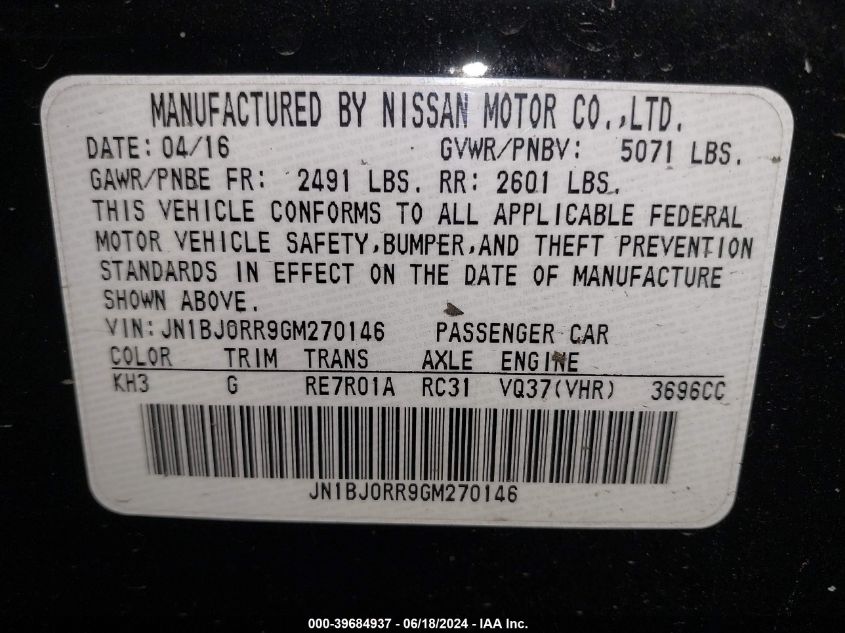 MANUFACTURED BY NISSAN MOTOR CO.,LTD.
DATE: 04/16 GVWR/PNBV: 5071 LBS.
GAWR/PNBE FR: 2491 LBS. RR: 2601 LBS.
THIS VEHICLE CONFORMS TO ALL APPLICABLE FEDERAL
MOTOR VEHICLE SAFETY,BUMPER,AND THEFT PREVENTION
STANDARDS IN EFFECT ON THE DATE OF MANUFACTURE
SHOWN ABOVE.
VIN: JN1BJ0RR9GM270146 PASSENGER CAR
COLOR TRIM TRANS AXLE ENGINE
KH3 G RE7R01A RC31 VQ37(VHR) 3696CC
JN1BJ0RR9GM270146
000-39684937 - 06/18/2024 - IAA Inc.